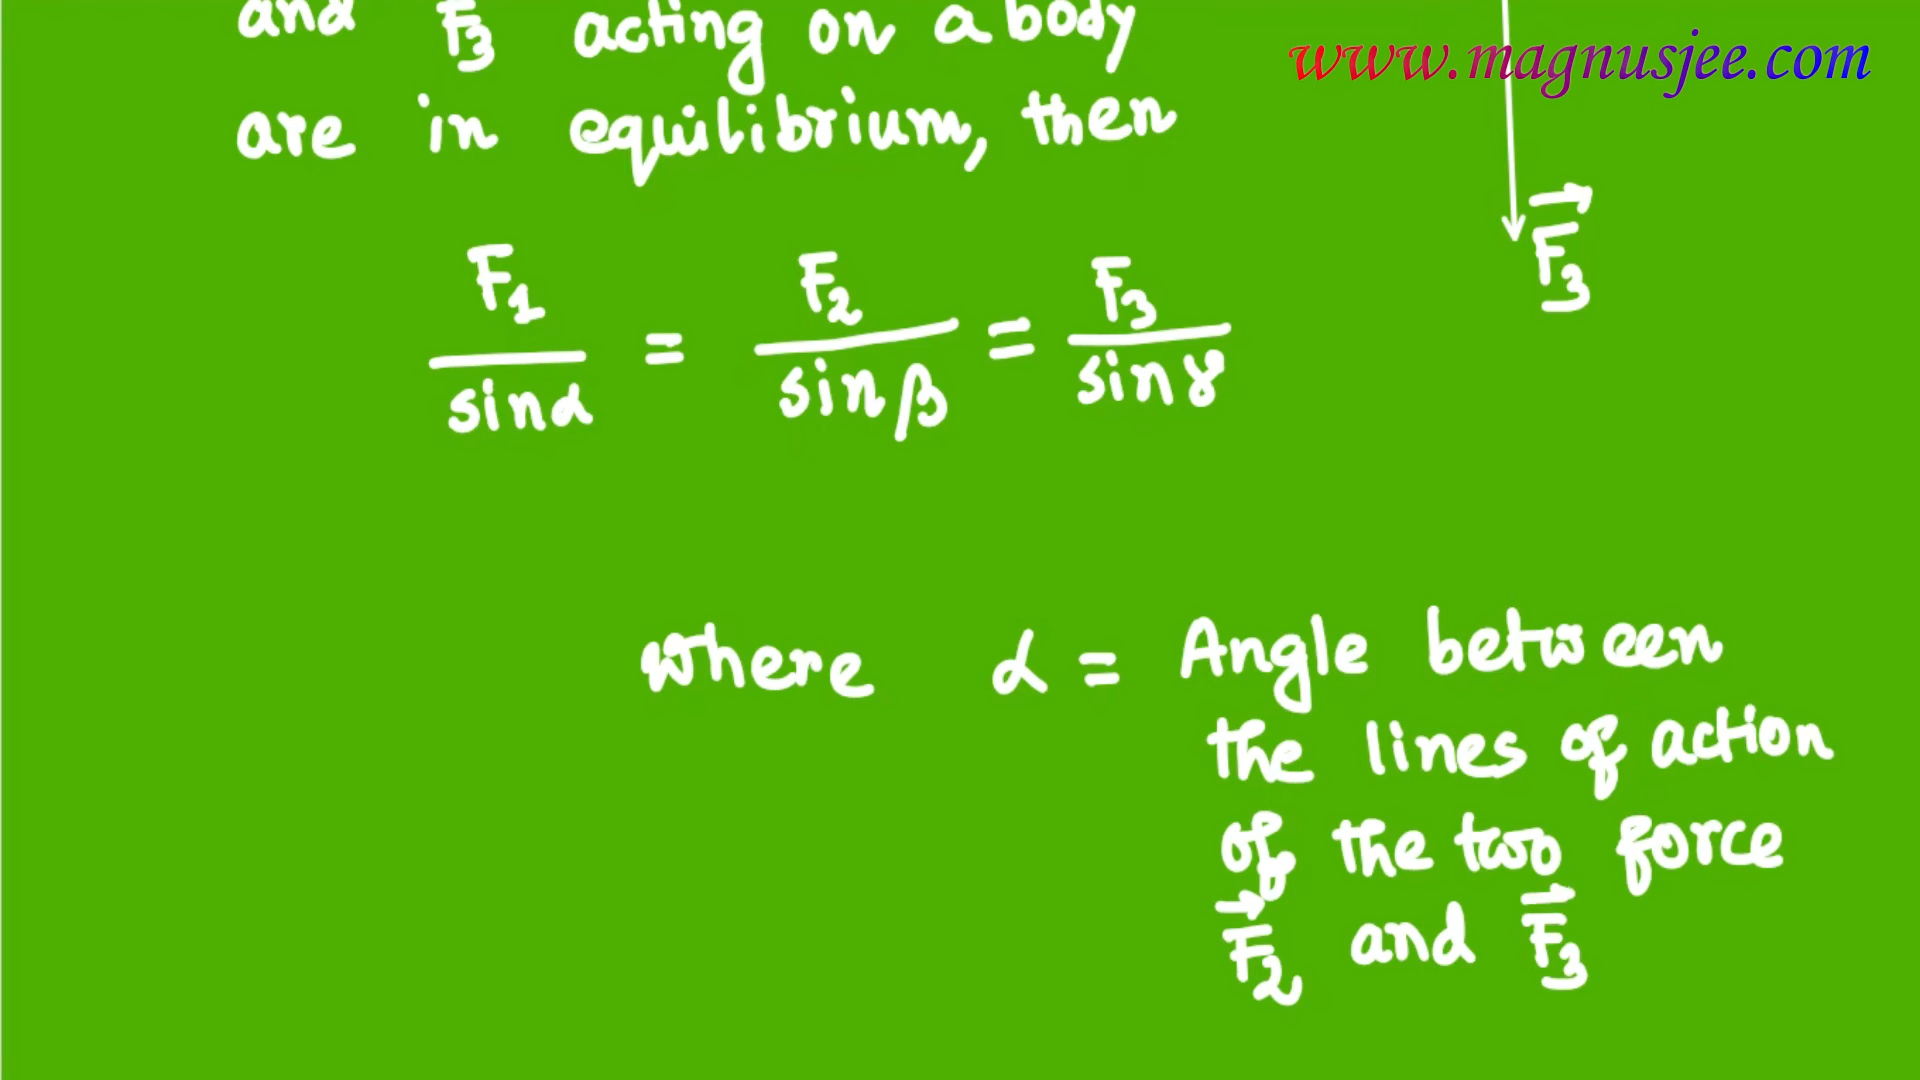 and F3 acting on a body
www.magnusjee.com
are in equilibrium, then
F⃗3
F1/sinα = F2/sinβ = F3/sinγ
where α = Angle between
the lines of action
of the two force
F⃗2 and F⃗3